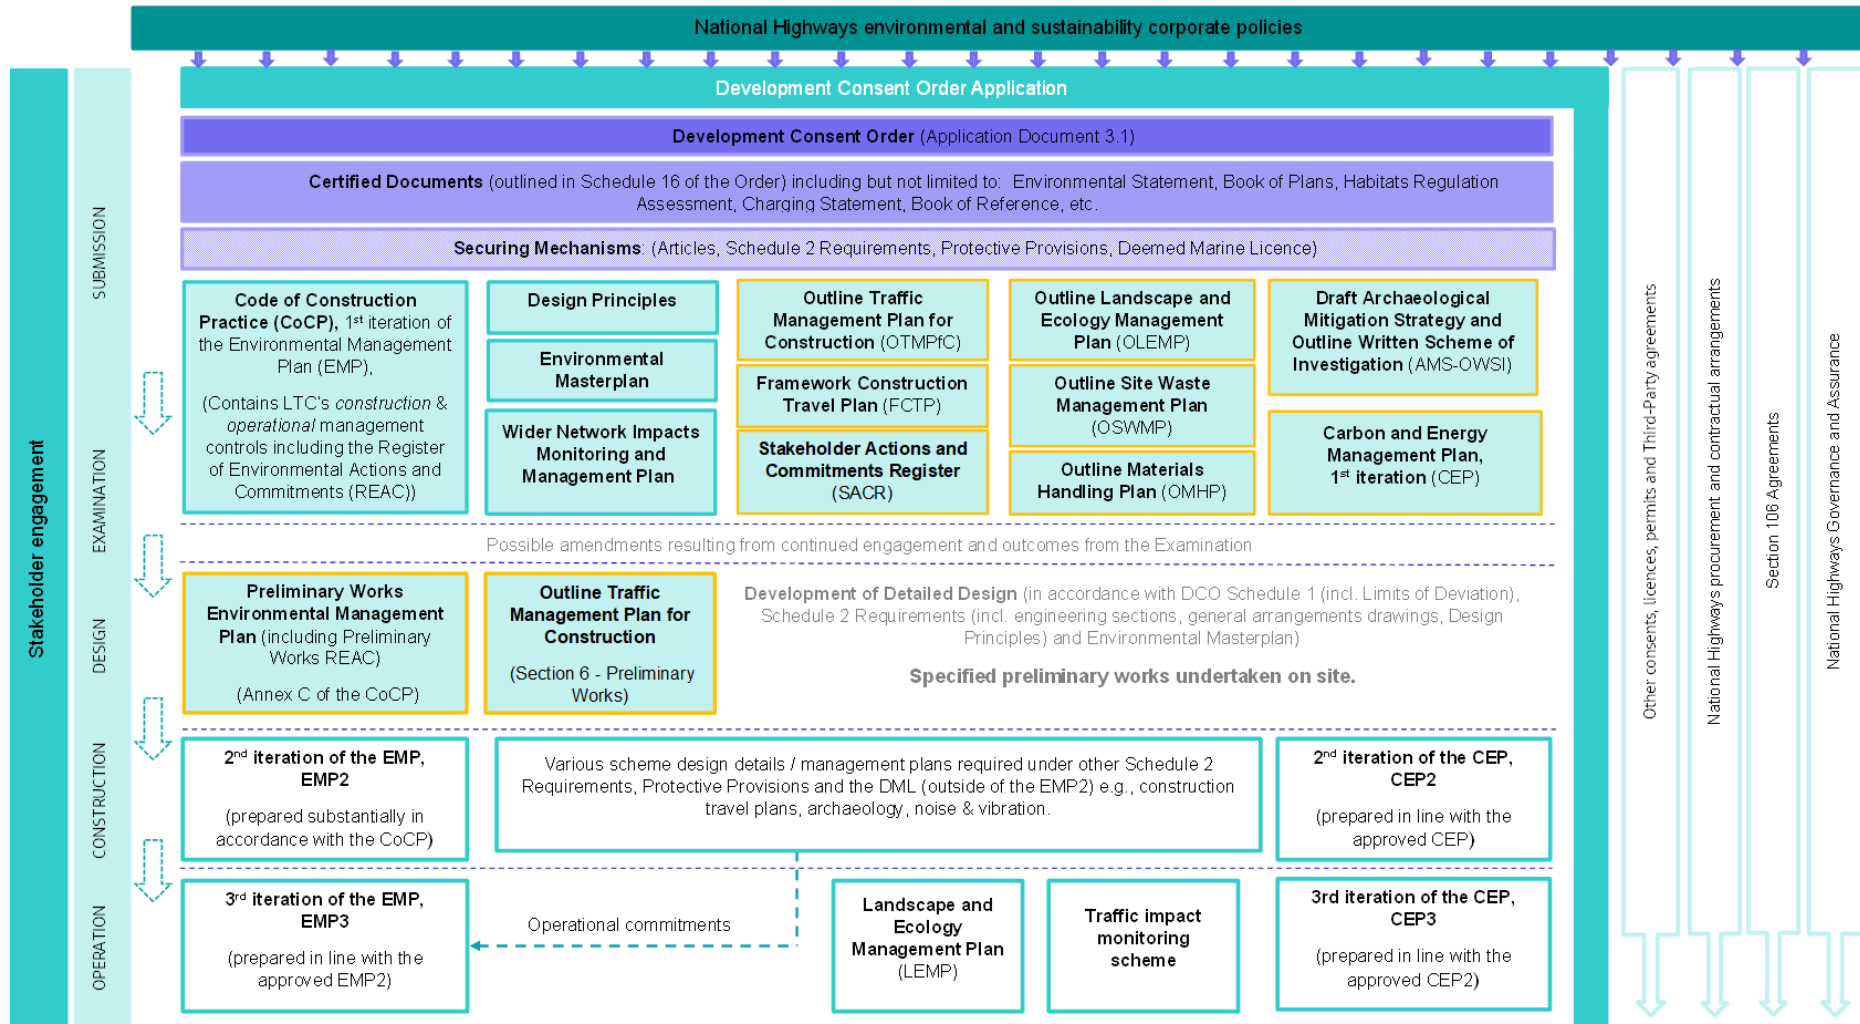 National Highways environmental and sustainability corporate policies
Development Consent Order Application
Development Consent Order (Application Document 3.1)
Certified Documents (outlined in Schedule 16 of the Order) including but not limited to: Environmental Statement, Book of Plans, Habitats Regulation
Assessment, Charging Statement, Book of Reference, etc.
Securing Mechanisms: (Articles, Schedule 2 Requirements, Protective Provisions, Deemed Marine Licence)
Stakeholder engagement
SUBMISSION
EXAMINATION
DESIGN
CONSTRUCTION
OPERATION
Code of Construction
Practice (CoCP), 1st iteration of
the Environmental Management
Plan (EMP),
(Contains LTC's construction &
operational management
controls including the Register
of Environmental Actions and
Commitments (REAC))
Design Principles
Environmental
Masterplan
Wider Network Impacts
Monitoring and
Management Plan
Outline Traffic
Management Plan for
Construction (OTMPfC)
Framework Construction
Travel Plan (FCTP)
Stakeholder Actions and
Commitments Register
(SACR)
Outline Landscape and
Ecology Management
Plan (OLEMP)
Outline Site Waste
Management Plan
(OSWMP)
Outline Materials
Handling Plan (OMHP)
Draft Archaeological
Mitigation Strategy and
Outline Written Scheme of
Investigation (AMS-OWSI)
Carbon and Energy
Management Plan,
1st iteration (CEP)
Possible amendments resulting from continued engagement and outcomes from the Examination
Preliminary Works
Environmental Management
Plan (including Preliminary
Works REAC)
(Annex C of the CoCP)
Outline Traffic
Management Plan for
Construction
(Section 6 - Preliminary
Works)
Development of Detailed Design (in accordance with DCO Schedule 1 (incl. Limits of Deviation),
Schedule 2 Requirements (incl. engineering sections, general arrangements drawings, Design
Principles) and Environmental Masterplan)
Specified preliminary works undertaken on site.
2nd iteration of the EMP,
EMP2
(prepared substantially in
accordance with the CoCP)
Various scheme design details / management plans required under other Schedule 2
Requirements, Protective Provisions and the DML (outside of the EMP2) e.g., construction
travel plans, archaeology, noise & vibration.
2nd iteration of the CEP,
CEP2
(prepared in line with the
approved CEP)
3rd iteration of the EMP,
EMP3
(prepared in line with the
approved EMP2)
Operational commitments
Landscape and
Ecology
Management Plan
(LEMP)
Traffic impact
monitoring
scheme
3rd iteration of the CEP,
CEP3
(prepared in line with the
approved CEP2)
Other consents, licences, permits and Third-Party agreements
National Highways procurement and contractual arrangements
Section 106 Agreements
National Highways Governance and Assurance